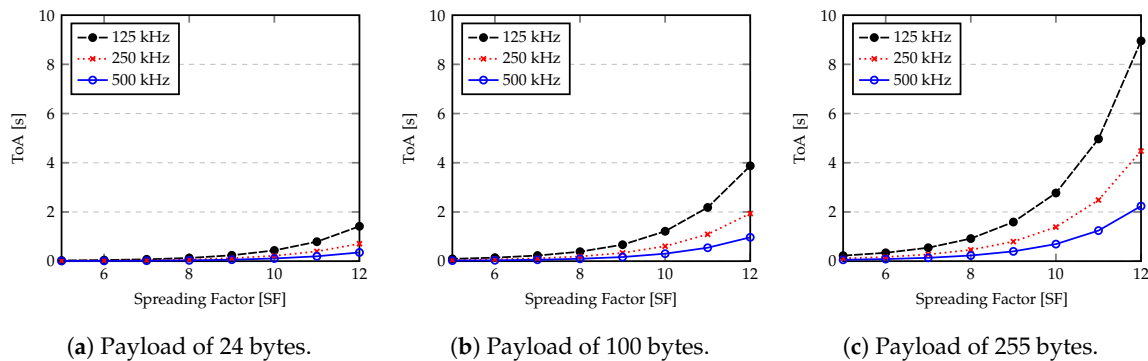 10
8
6
4
2
0
6
8
10
12
ToA [s]
Spreading Factor [SF]
125 kHz
250 kHz
500 kHz
(a) Payload of 24 bytes.
10
8
6
4
2
0
6
8
10
12
ToA [s]
Spreading Factor [SF]
125 kHz
250 kHz
500 kHz
(b) Payload of 100 bytes.
10
8
6
4
2
0
6
8
10
12
ToA [s]
Spreading Factor [SF]
125 kHz
250 kHz
500 kHz
(c) Payload of 255 bytes.